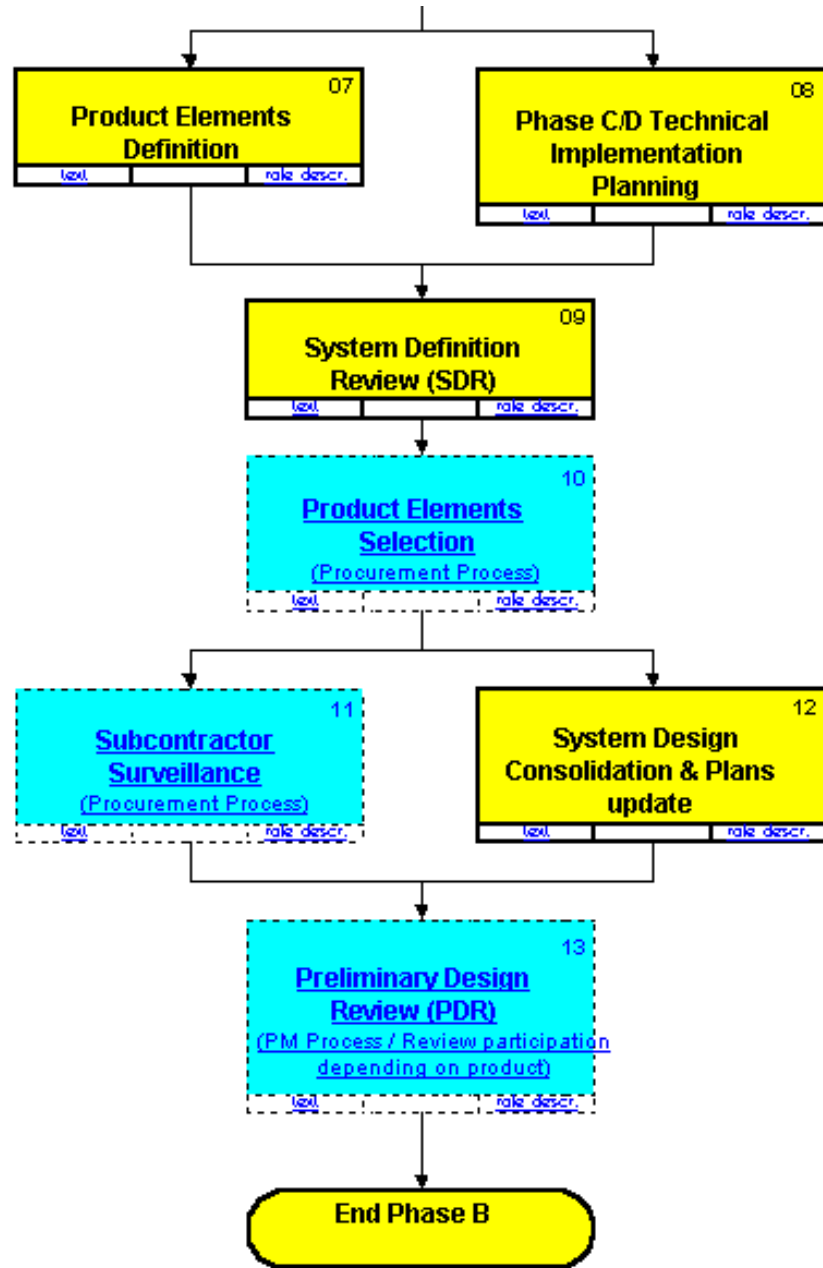 07
Product Elements
Definition
text role descr.
08
Phase C/D Technical
Implementation
Planning
text role descr.
09
System Definition
Review (SDR)
text role descr.
10
Product Elements
Selection
(Procurement Process)
text role descr.
11
Subcontractor
Surveillance
(Procurement Process)
text role descr.
12
System Design
Consolidation & Plans
update
text role descr.
13
Preliminary Design
Review (PDR)
(PM Process / Review participation
depending on product)
text role descr.
End Phase B